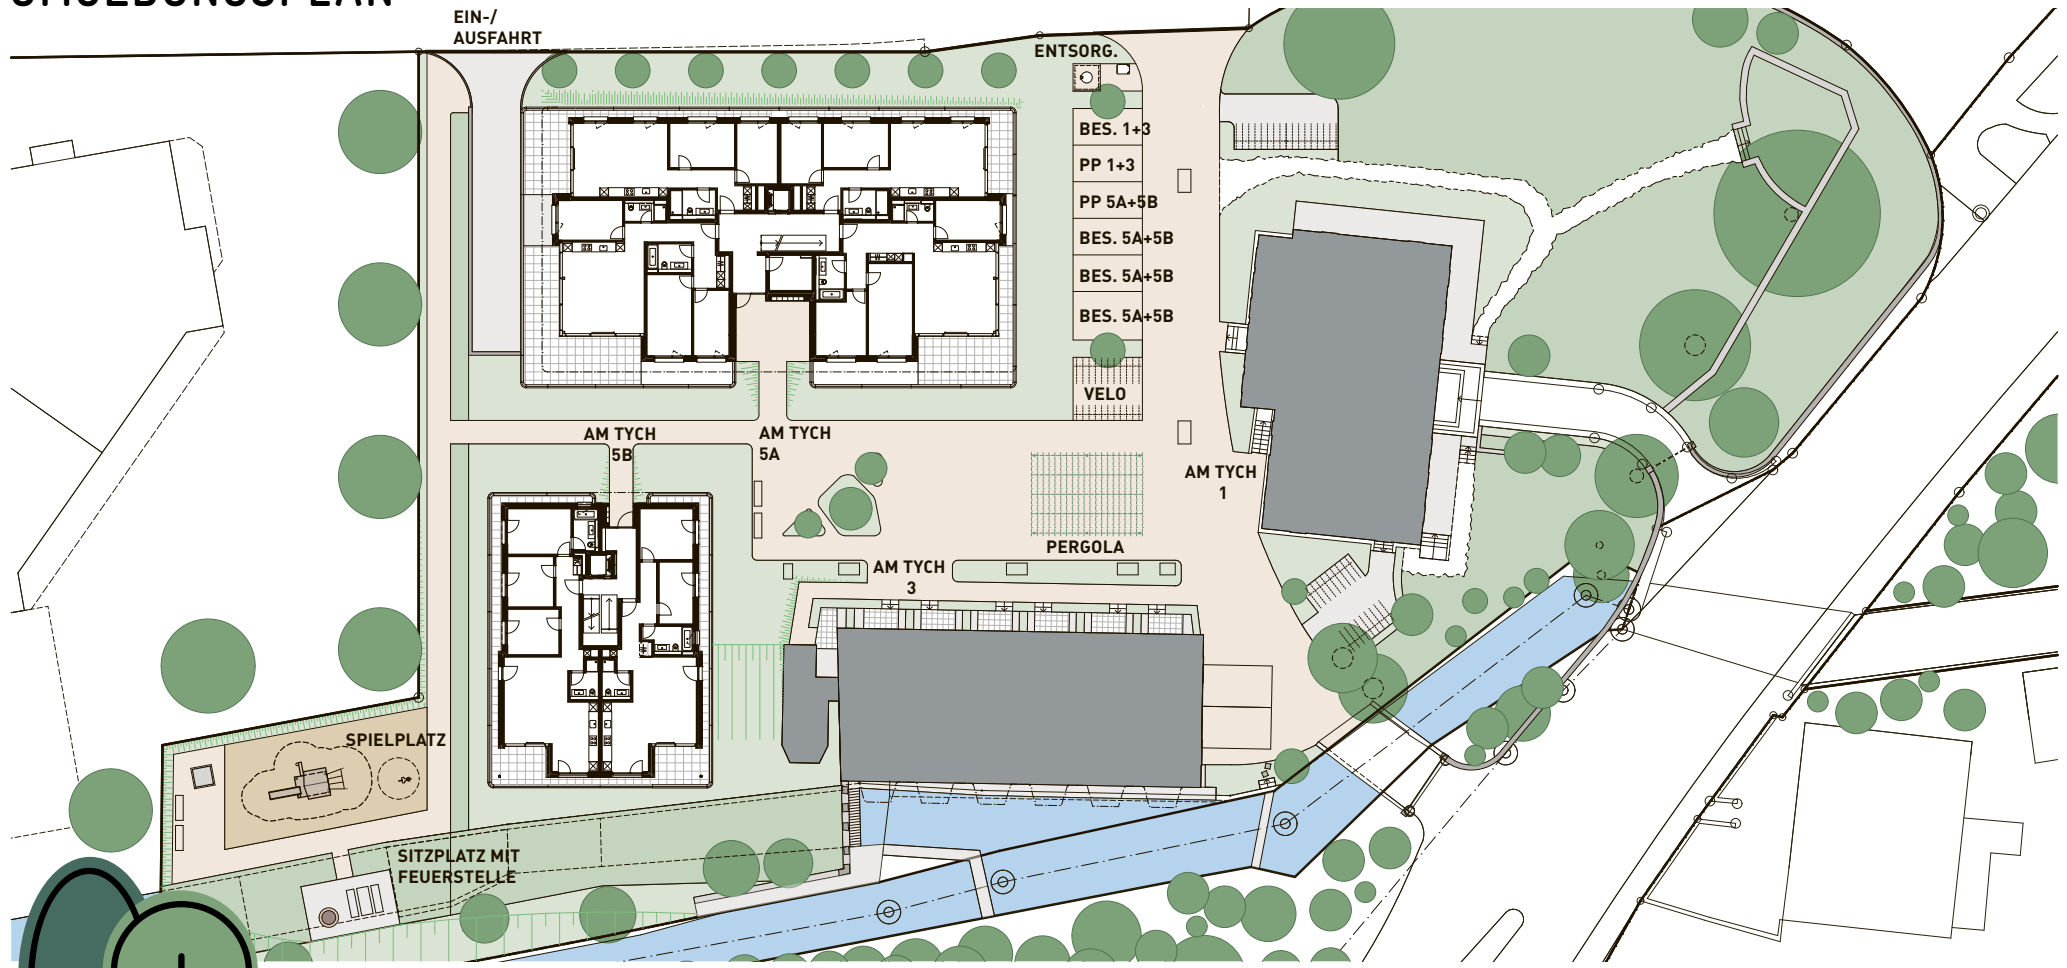 UMGEBUNGSPLAN
EIN-/
AUSFAHRT
ENTSORG.
BES. 1+3
PP 1+3
PP 5A+5B
BES. 5A+5B
BES. 5A+5B
BES. 5A+5B
VELO
AM TYCH
5B
AM TYCH
5A
AM TYCH
1
PERGOLA
AM TYCH
3
SPIELPLATZ
SITZPLATZ MIT
FEUERSTELLE